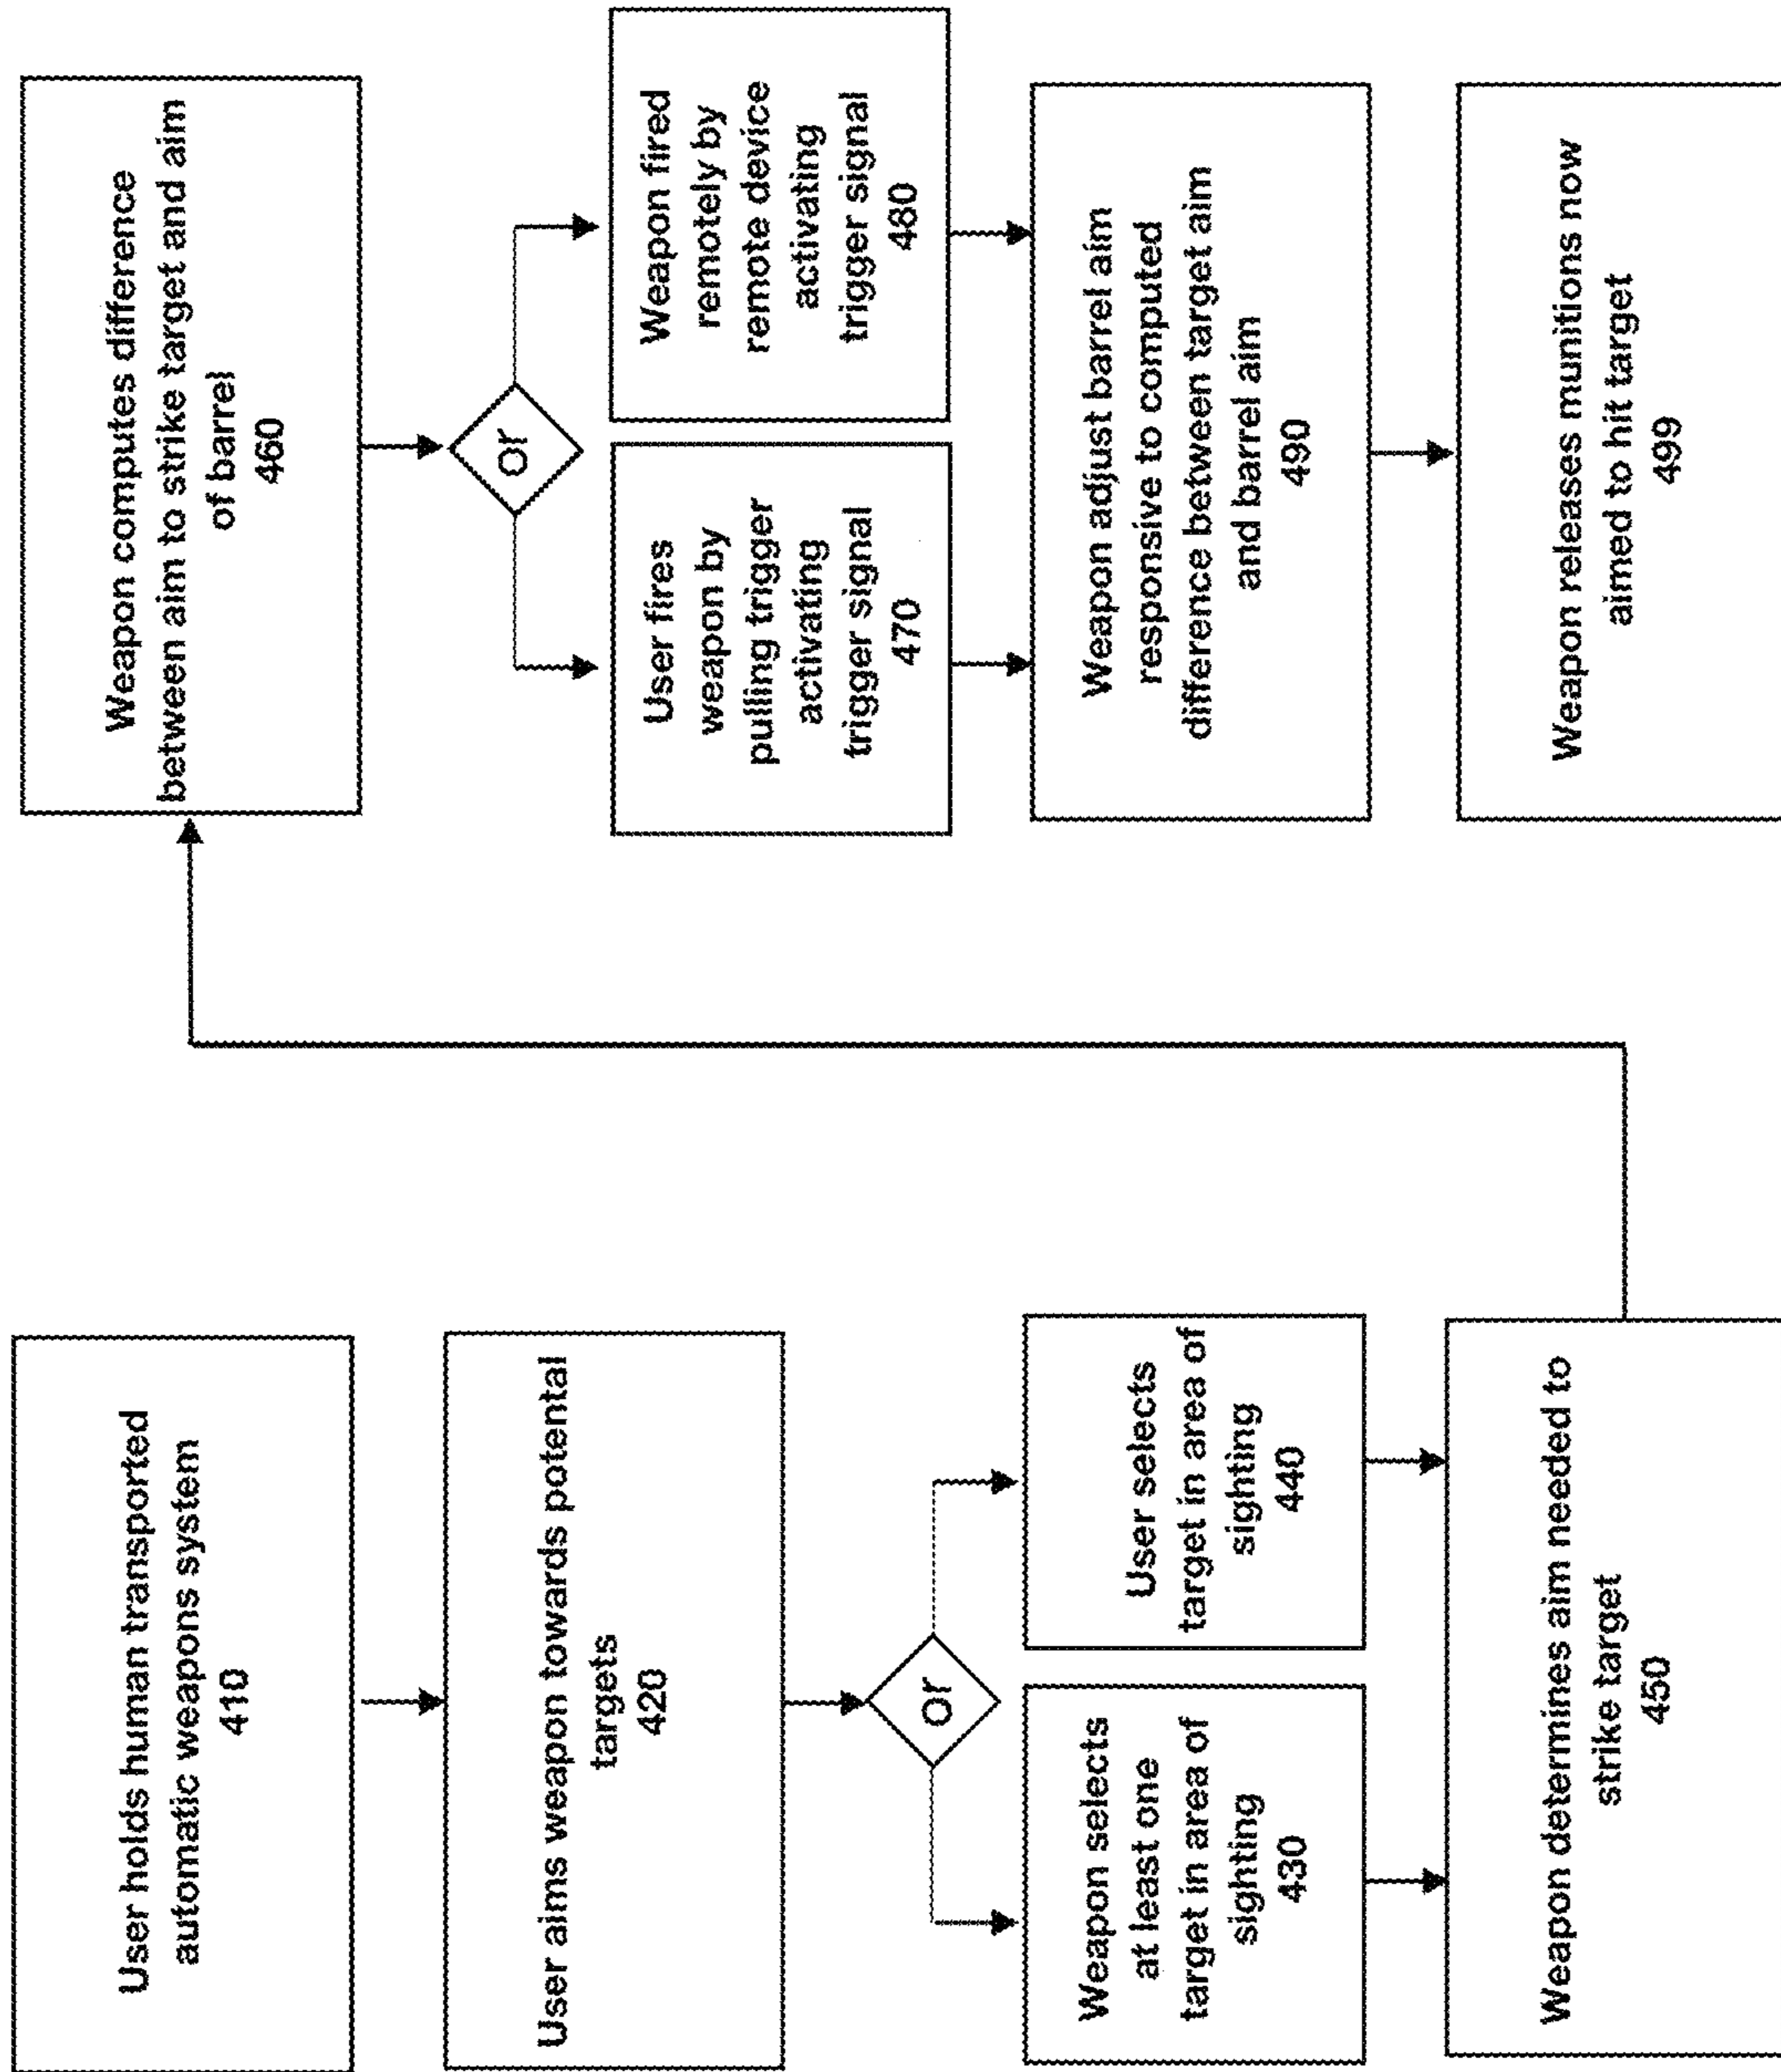 User holds human transported
automatic weapons system
410
User aims weapon towards potental
targets
420
or
Weapon selects
at least one
target in area of
sighting
430
User selects
target in area of
sighting
440
Weapon determines aim needed to
strike target
450
Weapon computes difference
between aim to strike target and aim
of barrel
460
or
User fires
weapon by
pulling trigger
activating
trigger signal
470
Weapon fired
remotely by
remote device
activating
trigger signal
480
Weapon adjust barrel aim
responsive to computed
difference between target aim
and barrel aim
490
Weapon releases munitions now
aimed to hit target
499